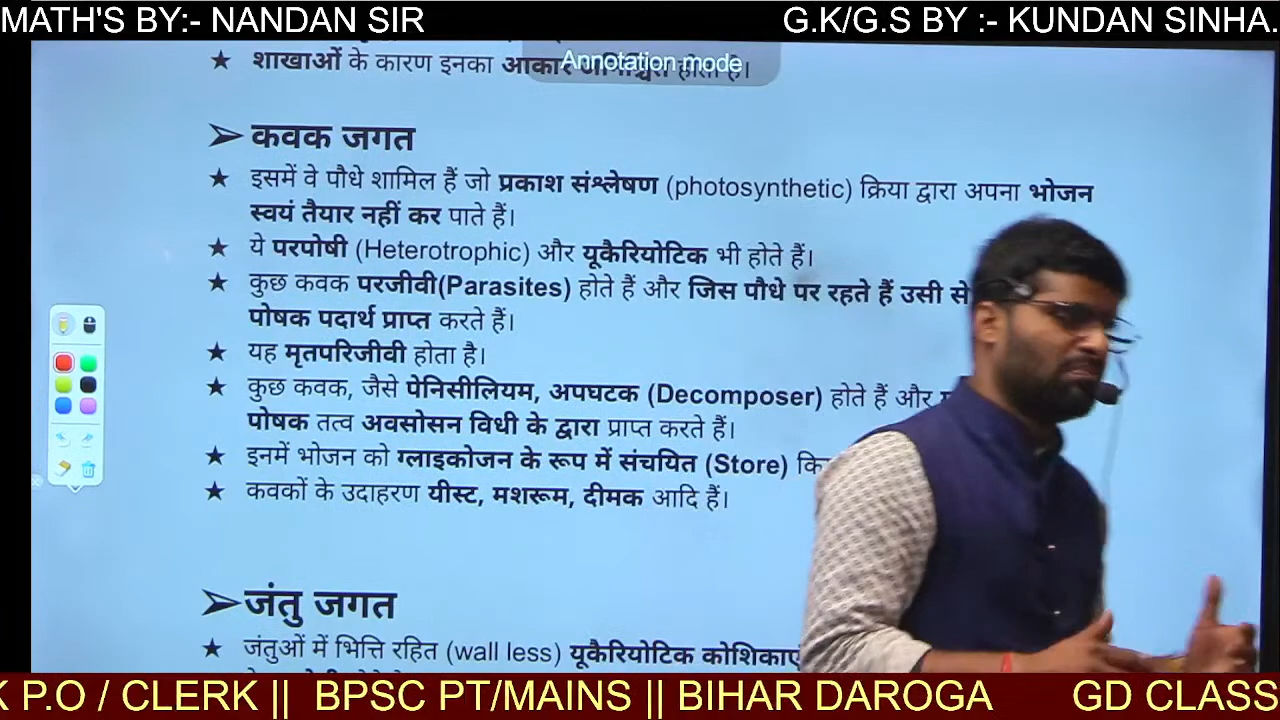 MATH'S BY:- NANDAN SIR
G.K/G.S BY :- KUNDAN SINHA.
★ शाखाओं के कारण इनका आकार होता है।
Annotation mode
➢ कवक जगत
★ इसमें वे पौधे शामिल हैं जो प्रकाश संश्लेषण (photosynthetic) क्रिया द्वारा अपना भोजन
स्वयं तैयार नहीं कर पाते हैं।
★ ये परपोषी (Heterotrophic) और यूकैरियोटिक भी होते हैं।
★ कुछ कवक परजीवी(Parasites) होते हैं और जिस पौधे पर रहते हैं उसी से
पोषक पदार्थ प्राप्त करते हैं।
★ यह मृतपरिजीवी होता है।
★ कुछ कवक, जैसे पेनिसीलियम, अपघटक (Decomposer) होते हैं और
पोषक तत्व अवसोसन विधी के द्वारा प्राप्त करते हैं।
★ इनमें भोजन को ग्लाइकोजन के रूप में संचयित (Store)
★ कवकों के उदाहरण यीस्ट, मशरूम, दीमक आदि हैं।
➢ जंतु जगत
★ जंतुओं में भित्ति रहित (wall less) यूकैरियोटिक कोशिकाएं
K P.O / CLERK || BPSC PT/MAINS || BIHAR DAROGA GD CLASS